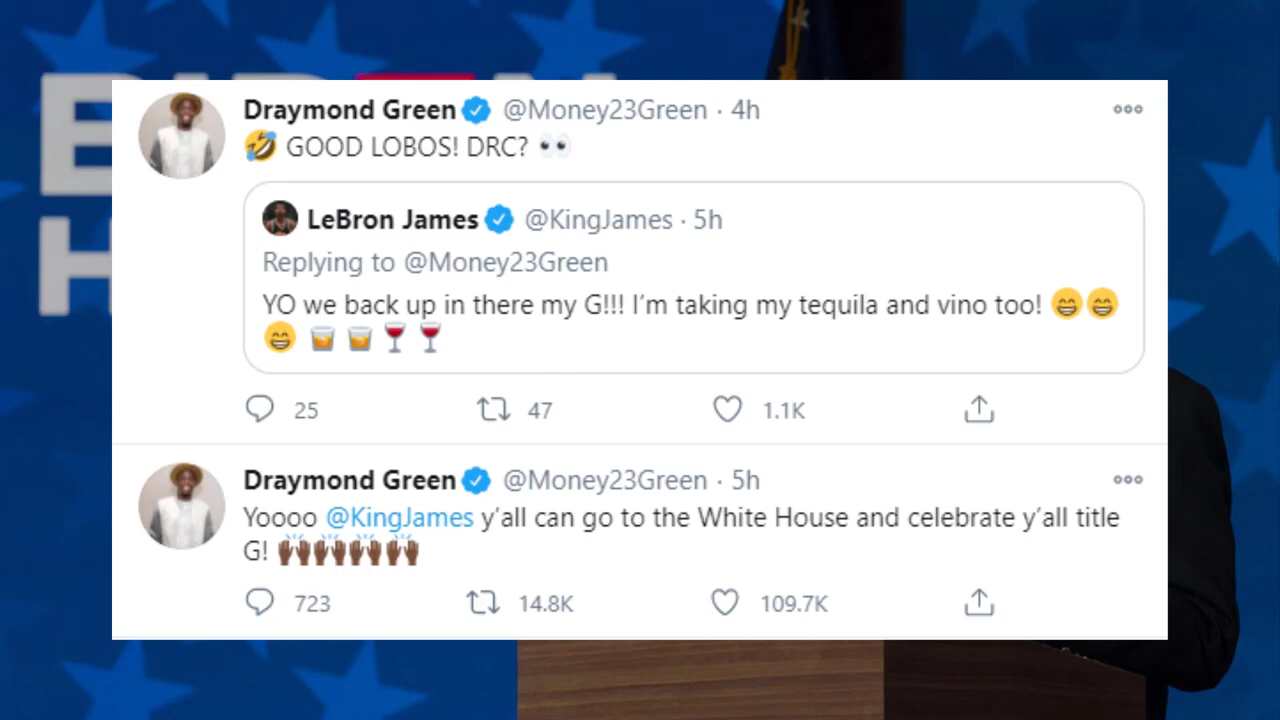 Draymond Green @Money23Green · 4h
🤣 GOOD LOBOS! DRC? 👀
LeBron James @KingJames · 5h
Replying to @Money23Green
YO we back up in there my G!!! I'm taking my tequila and vino too! 😁😁
😁 🥃 🥃 🍷 🍷
25 47 1.1K
Draymond Green @Money23Green · 5h
Yoooo @KingJames y'all can go to the White House and celebrate y'all title
G! 🙌🏾🙌🏾🙌🏾🙌🏾
723 14.8K 109.7K